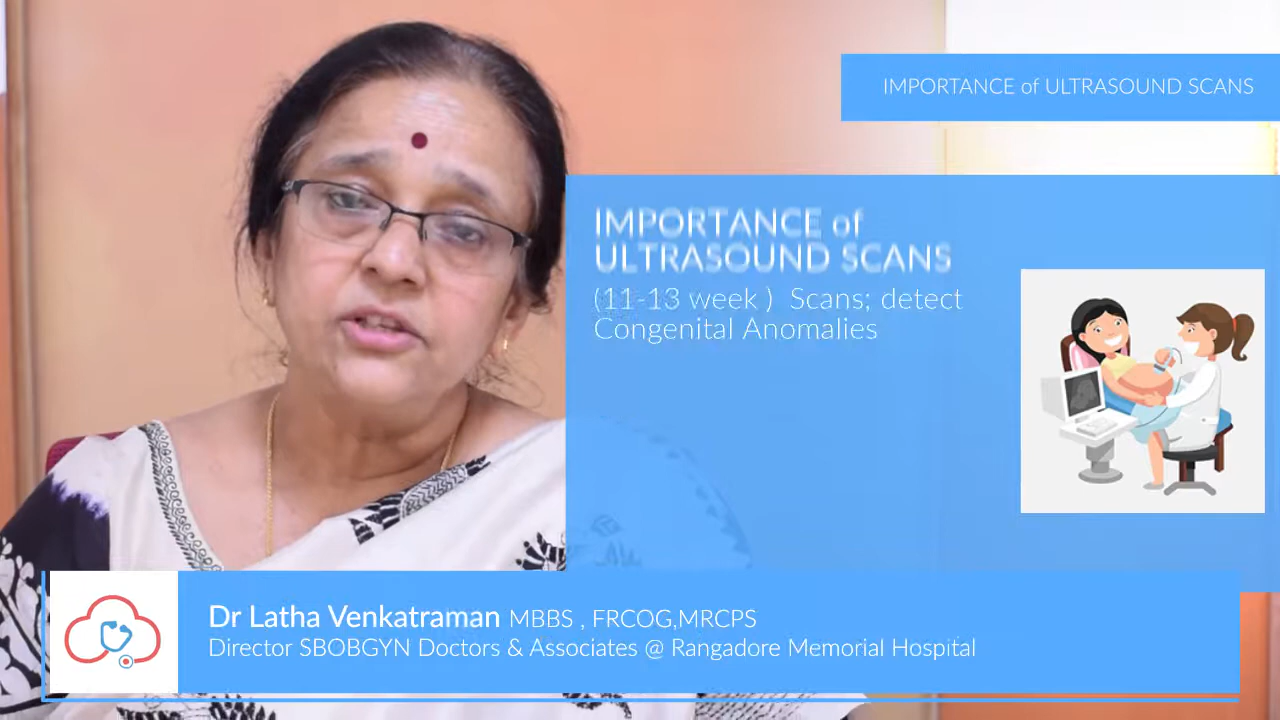 IMPORTANCE of ULTRASOUND SCANS
IMPORTANCE of
ULTRASOUND SCANS
(11-13 week ) Scans; detect
Congenital Anomalies
Dr Latha Venkatraman MBBS , FRCOG,MRCPS
Director SBOBGYN Doctors & Associates @ Rangadore Memorial Hospital